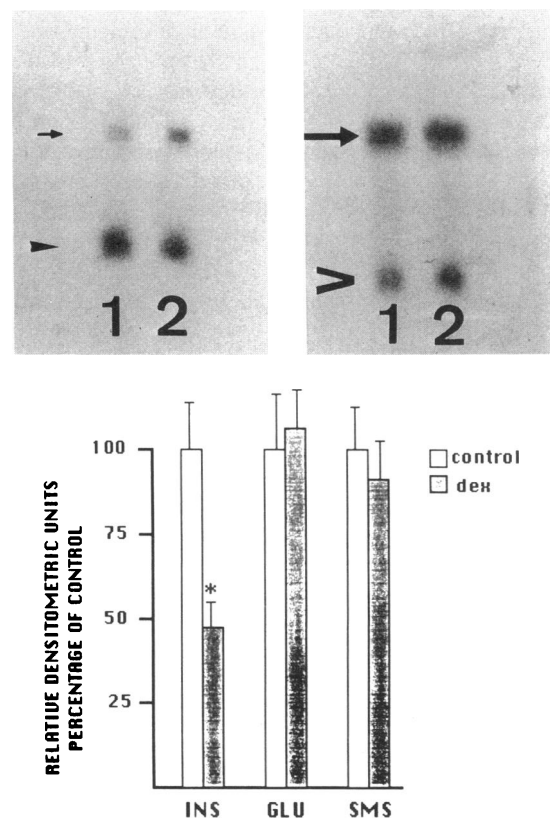 1 2
> 1 2
RELATIVE DENSITOMETRIC UNITS
PERCENTAGE OF CONTROL
100
75
50
25
*
control
dex
INS GLU SMS